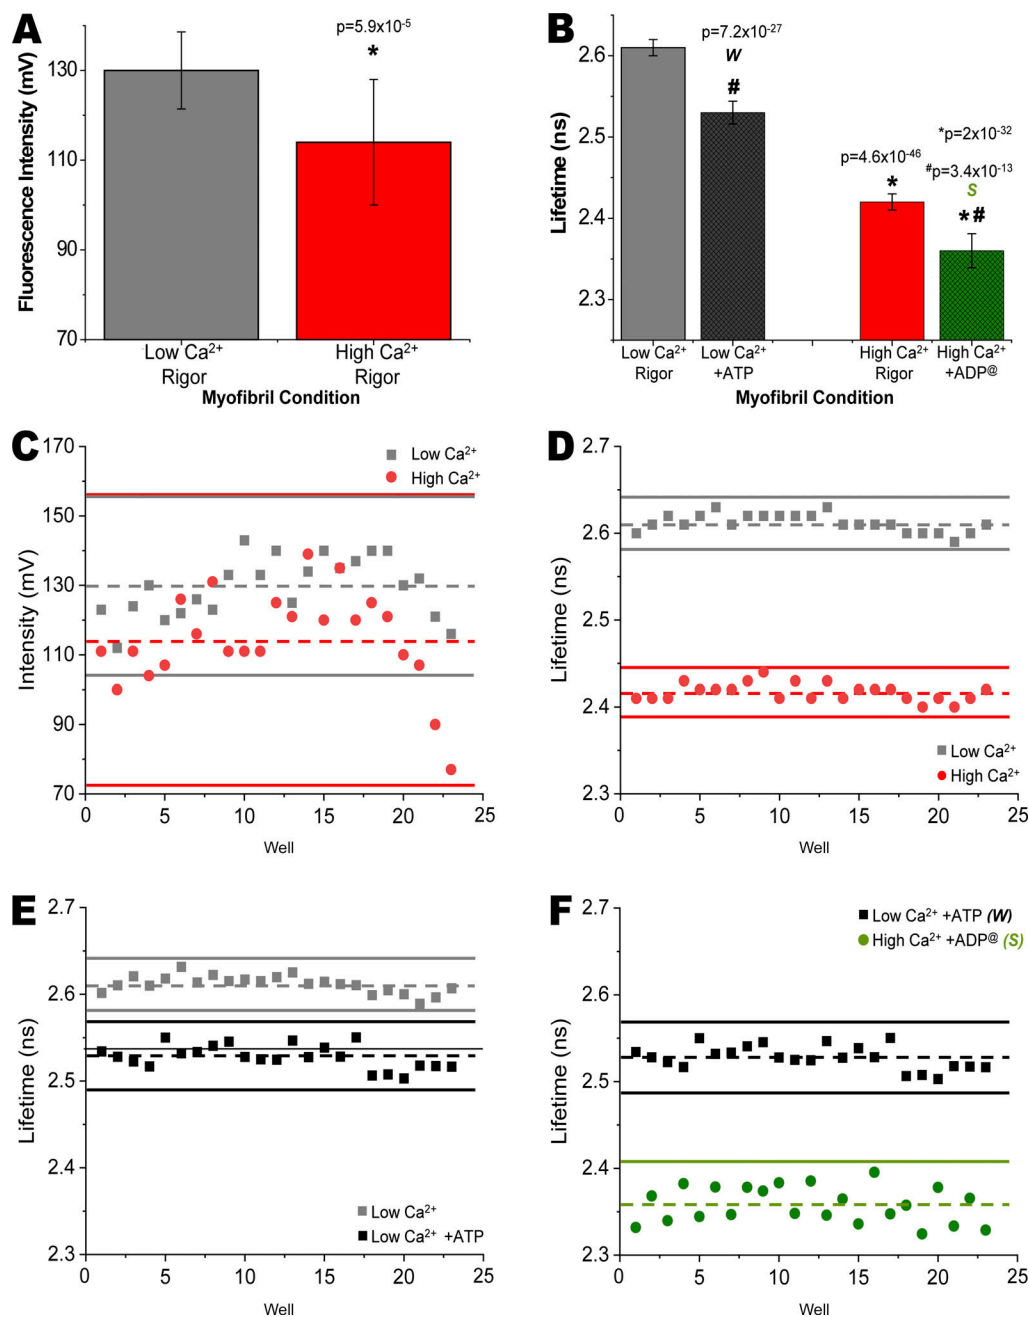 A
p=5.9x10⁻⁵
*
Fluorescence Intensity (mV)
130
110
90
70
Low Ca²⁺
Rigor
High Ca²⁺
Rigor
Myofibril Condition
B
p=7.2x10⁻²⁷
W
#
*p=2x10⁻³²
p=4.6x10⁻⁴⁶
*
#p=3.4x10⁻¹³
S
*#
Lifetime (ns)
2.6
2.5
2.4
2.3
Low Ca²⁺
Rigor
Low Ca²⁺
+ATP
High Ca²⁺
Rigor
High Ca²⁺
+ADP@
Myofibril Condition
C
Low Ca²⁺
High Ca²⁺
Intensity (mV)
170
150
130
110
90
70
0 5 10 15 20 25
Well
D
Lifetime (ns)
2.7
2.6
2.5
2.4
2.3
Low Ca²⁺
High Ca²⁺
0 5 10 15 20 25
Well
E
Lifetime (ns)
2.7
2.6
2.5
2.4
2.3
Low Ca²⁺
Low Ca²⁺ +ATP
0 5 10 15 20 25
Well
F
Low Ca²⁺ +ATP (W)
High Ca²⁺ +ADP@ (S)
Lifetime (ns)
2.7
2.6
2.5
2.4
2.3
0 5 10 15 20 25
Well